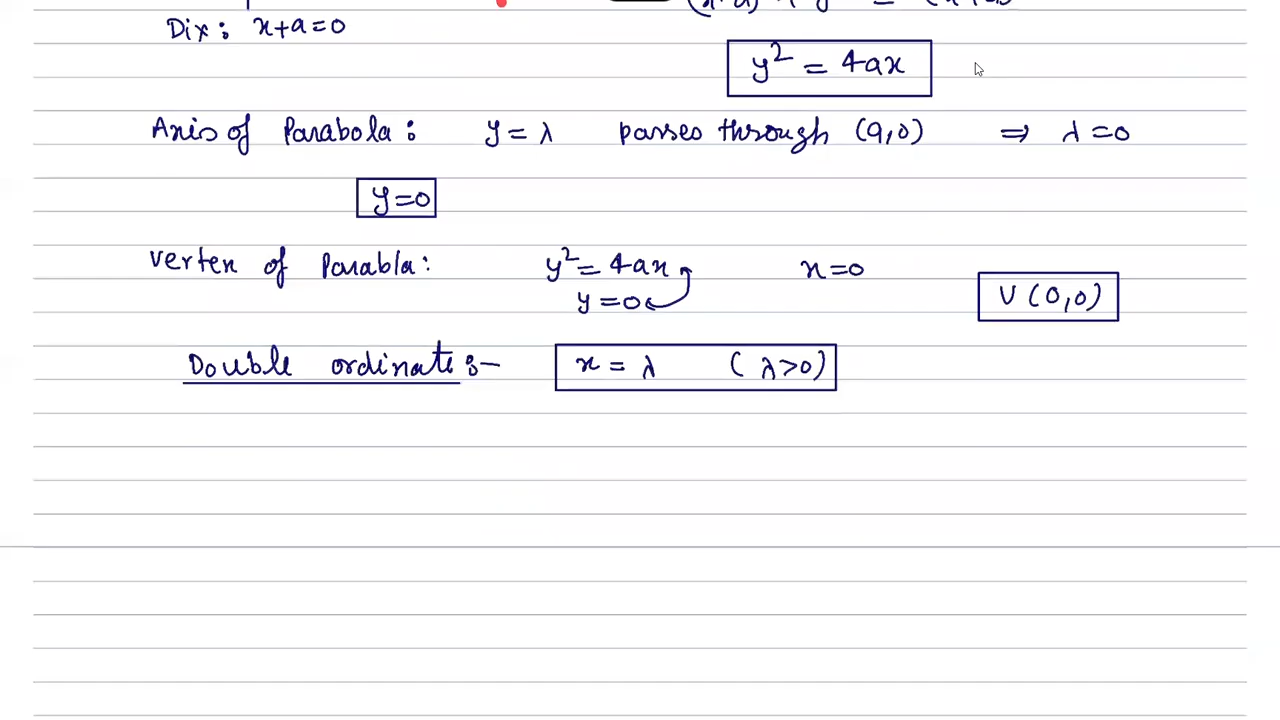 Dix: x+a=0
y² = 4ax
Axis of Parabola: y = λ passes through (a,0) ⇒ λ=0
y=0
Vertex of Parabla: y² = 4ax x=0
y=0 V(0,0)
Double ordinate:- x = λ (λ>0)